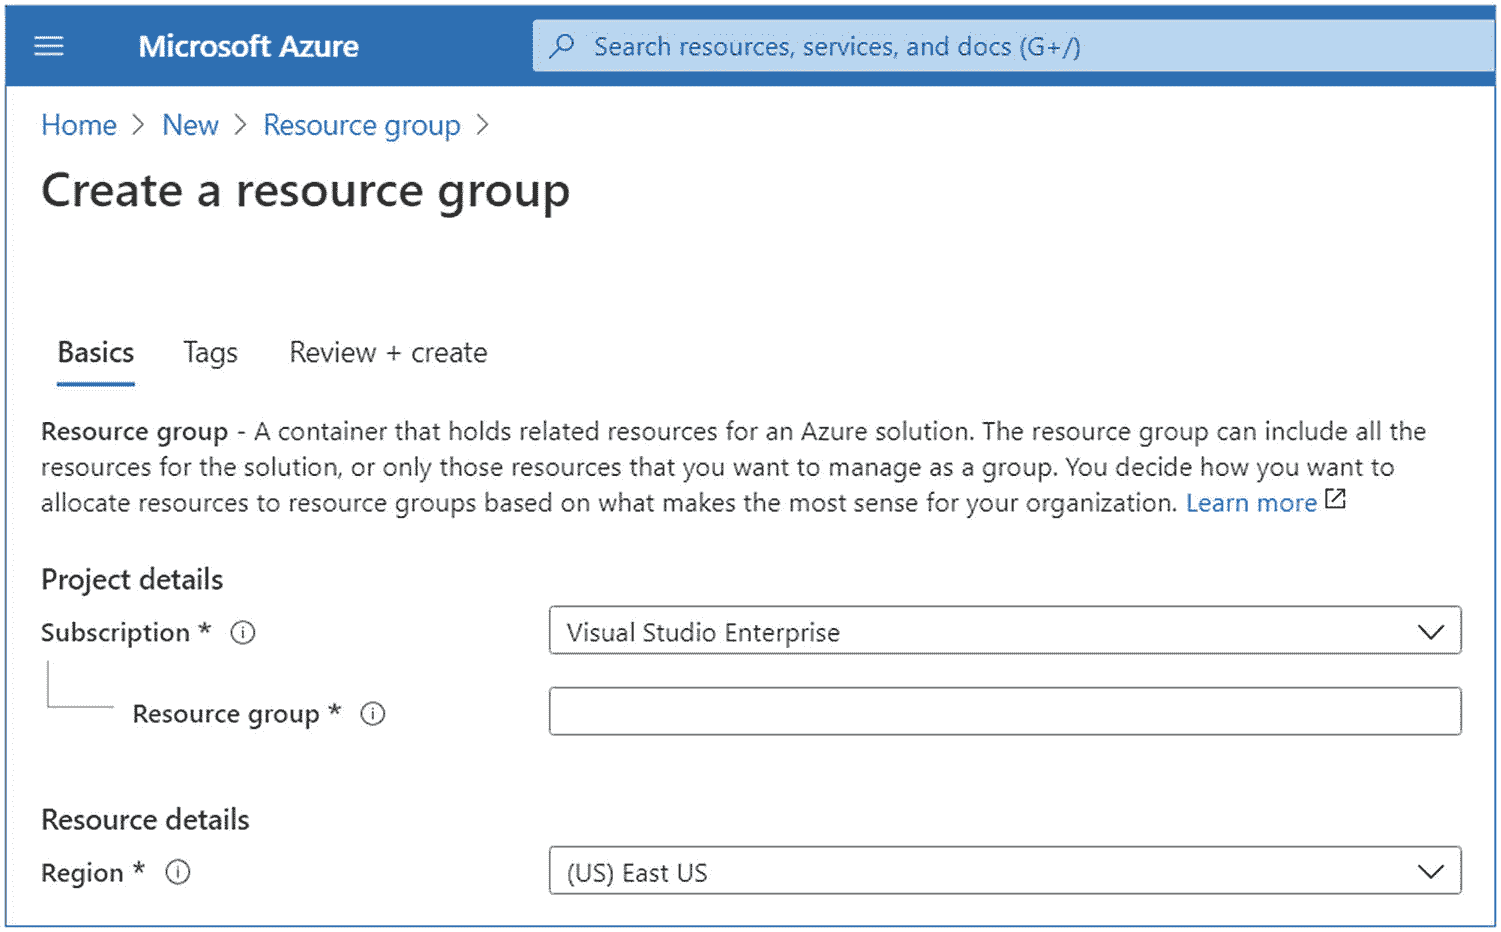 Microsoft Azure
Search resources, services, and docs (G+/)
Home > New > Resource group >
Create a resource group
Basics Tags Review + create
Resource group - A container that holds related resources for an Azure solution. The resource group can include all the
resources for the solution, or only those resources that you want to manage as a group. You decide how you want to
allocate resources to resource groups based on what makes the most sense for your organization. Learn more
Project details
Subscription * Visual Studio Enterprise
Resource group *
Resource details
Region * (US) East US